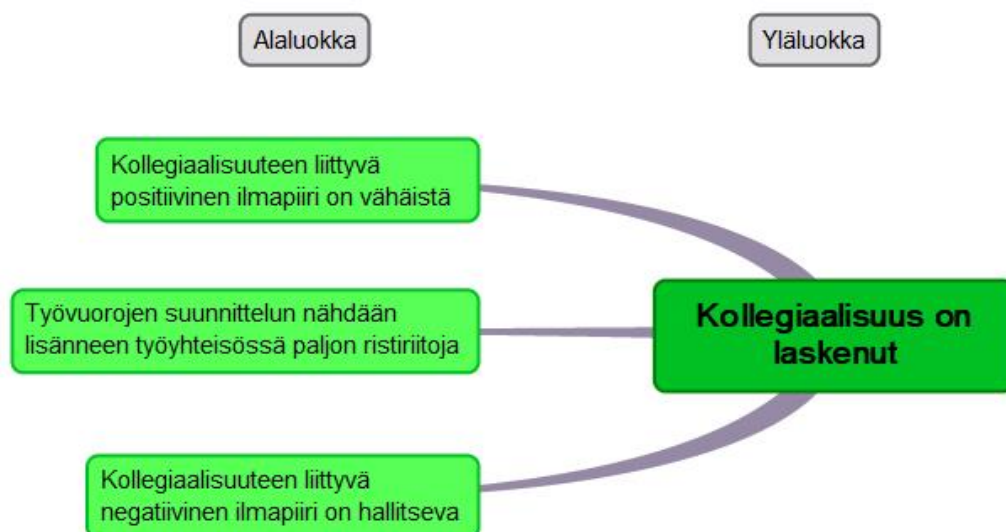 Alaluokka
Yläluokka
Kollegiaalisuuteen liittyvä
positiivinen ilmapiiri on vähäistä
Työvuorojen suunnittelun nähdään
lisänneen työyhteisössä paljon ristiriitoja
Kollegiaalisuus on
laskenut
Kollegiaalisuuteen liittyvä
negatiivinen ilmapiiri on hallitseva